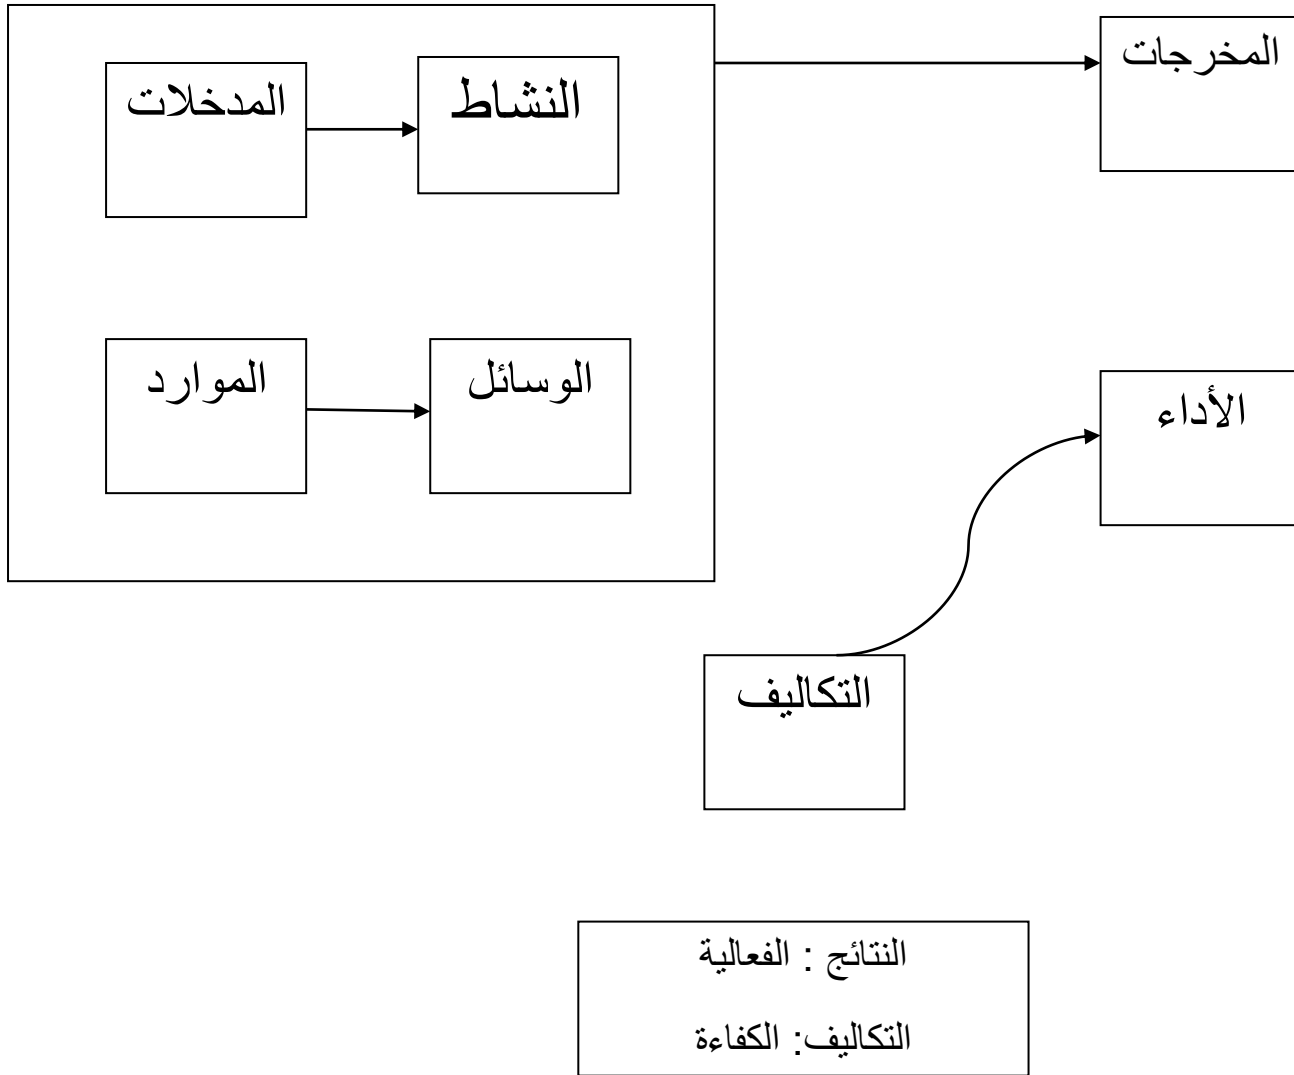 المخرجات
النشاط
المدخلات
الأداء
الوسائل
الموارد
التكاليف
النتائج : الفعالية
التكاليف: الكفاءة